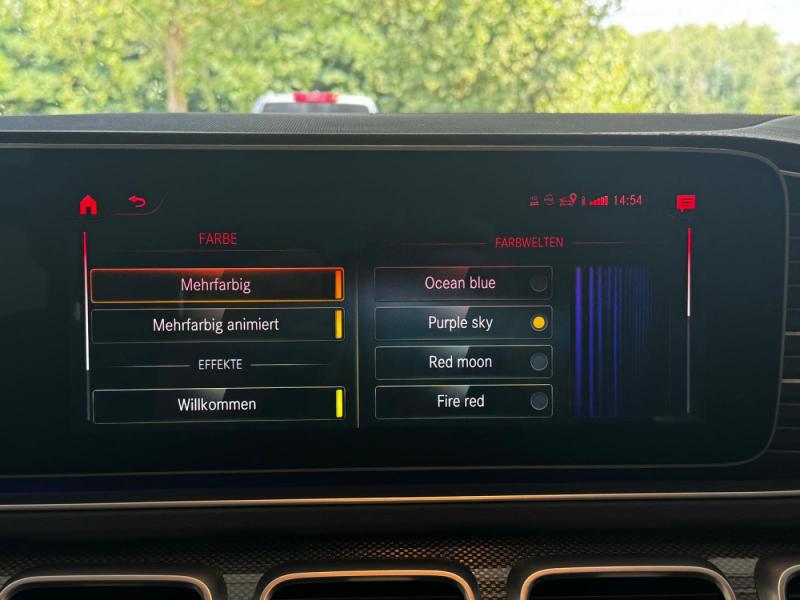 14:54
FARBE
Mehrfarbig
Mehrfarbig animiert
EFFEKTE
Willkommen
FARBWELTEN
Ocean blue
Purple sky
Red moon
Fire red